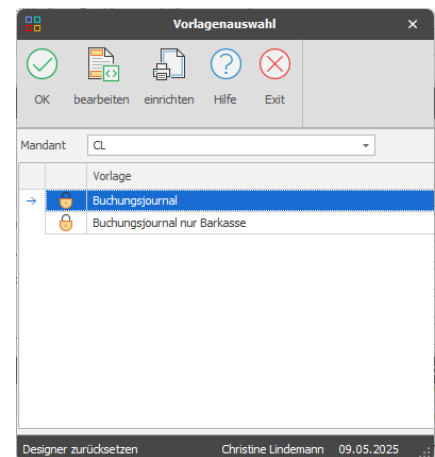 Vorlagenauswahl
OK bearbeiten einrichten Hilfe Exit
Mandant CL
Vorlage
Buchungsjournal
Buchungsjournal nur Barkasse
Designer zurücksetzen Christine Lindemann 09.05.2025